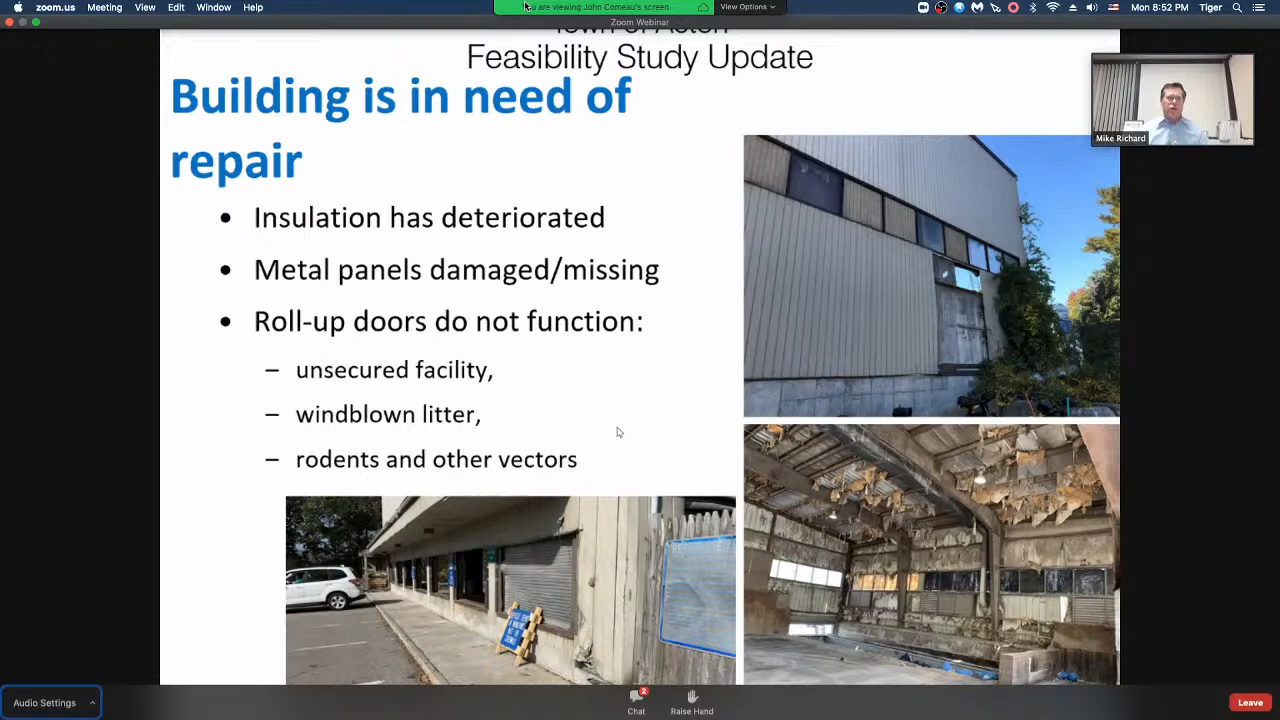 zoom.us Meeting View Edit Window Help
You are viewing John Comeau's screen View Options
Mon 8:52 PM Tiger
Zoom Webinar
Town of Acton
Feasibility Study Update
Building is in need of
repair
Mike Richard
• Insulation has deteriorated
• Metal panels damaged/missing
• Roll-up doors do not function:
– unsecured facility,
– windblown litter,
– rodents and other vectors
Audio Settings
2
Chat
Raise Hand
Leave